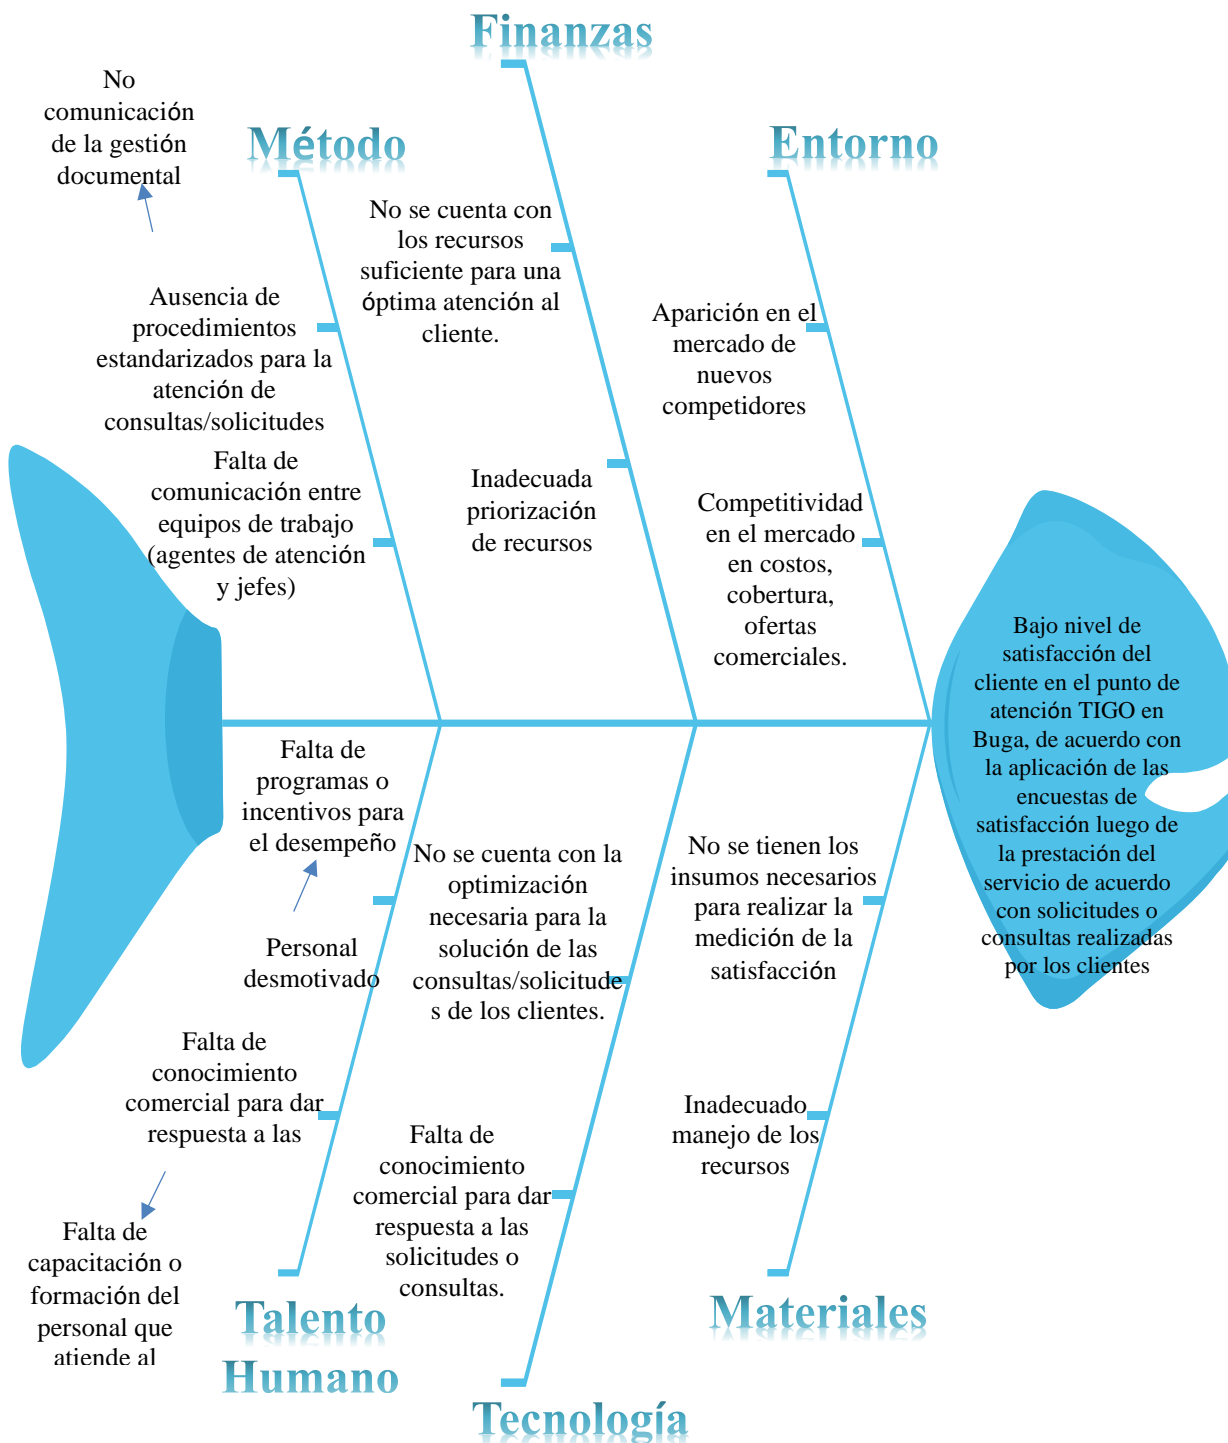 Finanzas
No
comunicación
de la gestión
documental
Método
Entorno
No se cuenta con
los recursos
suficiente para una
óptima atención al
cliente.
Ausencia de
procedimientos
estandarizados para la
atención de
consultas/solicitudes
Aparición en el
mercado de
nuevos
competidores
Falta de
comunicación entre
equipos de trabajo
(agentes de atención
y jefes)
Inadecuada
priorización
de recursos
Competitividad
en el mercado
en costos,
cobertura,
ofertas
comerciales.
Bajo nivel de
satisfacción del
cliente en el punto de
atención TIGO en
Buga, de acuerdo con
la aplicación de las
encuestas de
satisfacción luego de
la prestación del
servicio de acuerdo
con solicitudes o
consultas realizadas
por los clientes
Falta de
programas o
incentivos para
el desempeño
Personal
desmotivado
No se cuenta con la
optimización
necesaria para la
solución de las
consultas/solicitude
s de los clientes.
No se tienen los
insumos necesarios
para realizar la
medición de la
satisfacción
Falta de
conocimiento
comercial para dar
respuesta a las
Falta de
conocimiento
comercial para dar
respuesta a las
solicitudes o
consultas.
Inadecuado
manejo de los
recursos
Falta de
capacitación o
formación del
personal que
atiende al
Talento
Humano
Materiales
Tecnología